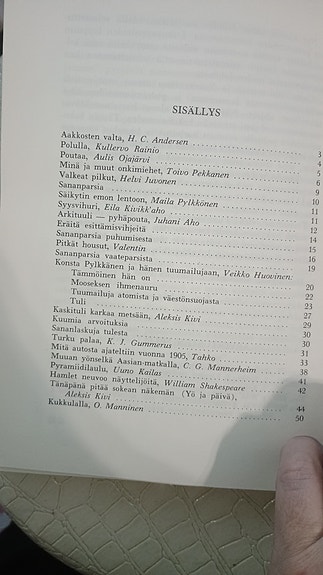 SISÄLLYS
Aakkosten valta, H. C. Andersen . . . . . . . . . . 3
Polulla, Kullervo Rainio . . . . . . . . . . 4
Poutaa, Aulis Ojajärvi . . . . . . . . . . 5
Minä ja muut onkimiehet, Toivo Pekkanen . . . . . . . . . . 6
Valkeat pilkut, Helvi Juvonen . . . . . . . . . . 9
Sananparsia . . . . . . . . . . 10
Säikytin emon lentoon, Maila Pylkkönen . . . . . . . . . . 11
Syysvihuri, Eila Kivikk'aho . . . . . . . . . . 11
Arkituuli — pyhäpouta, Juhani Aho . . . . . . . . . . 12
Eräitä esittämisvihjeitä . . . . . . . . . . 14
Sananparsia puhumisesta . . . . . . . . . . 15
Pitkät housut, Valentin . . . . . . . . . . 16
Sananparsia vaateparsista . . . . . . . . . . 19
Konsta Pylkkänen ja hänen tuumailujaan, Veikko Huovinen:
Tämmöinen hän on . . . . . . . . . . 20
Mooseksen ihmenauru . . . . . . . . . . 22
Tuumailuja atomista ja väestönsuojasta . . . . . . . . . . 23
Tuli . . . . . . . . . . 27
Kaskituli karkaa metsään, Aleksis Kivi . . . . . . . . . . 29
Kuumia arvoituksia . . . . . . . . . . 30
Sananlaskuja tulesta . . . . . . . . . . 30
Turku palaa, K. J. Gummerus . . . . . . . . . . 31
Mitä autosta ajateltiin vuonna 1905, Tahko . . . . . . . . . . 33
Muuan yönselkä Aasian-matkalla, C. G. Mannerheim . . . . . . . . . . 38
Pyramiidilaulu, Uuno Kailas . . . . . . . . . . 41
Hamlet neuvoo näyttelijöitä, William Shakespeare . . . . . . . . . . 42
Tänäpänä pitää sokean näkemän (Yö ja päivä),
Aleksis Kivi . . . . . . . . . . 44
Kukkulalla, O. Manninen . . . . . . . . . . 50